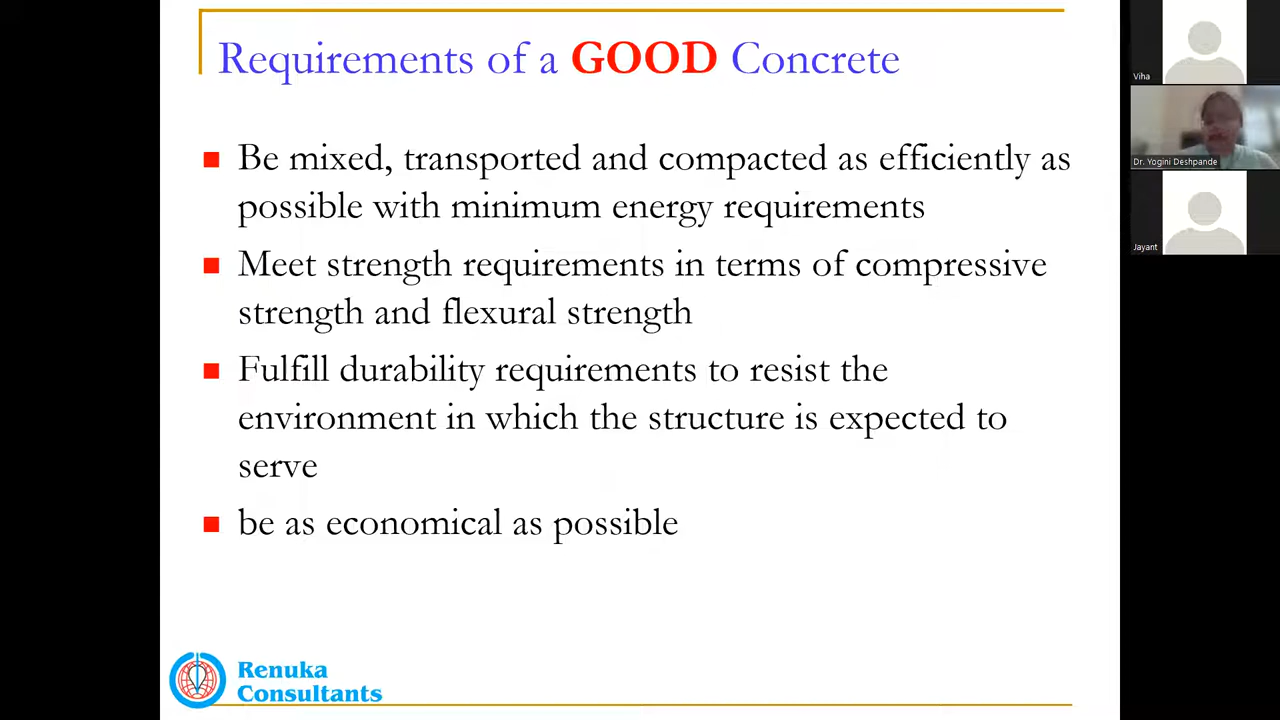 Requirements of a GOOD Concrete
Be mixed, transported and compacted as efficiently as
possible with minimum energy requirements
Meet strength requirements in terms of compressive
strength and flexural strength
Fulfill durability requirements to resist the
environment in which the structure is expected to
serve
be as economical as possible
Renuka
Consultants
Viha
Dr. Yogini Deshpande
Jayant